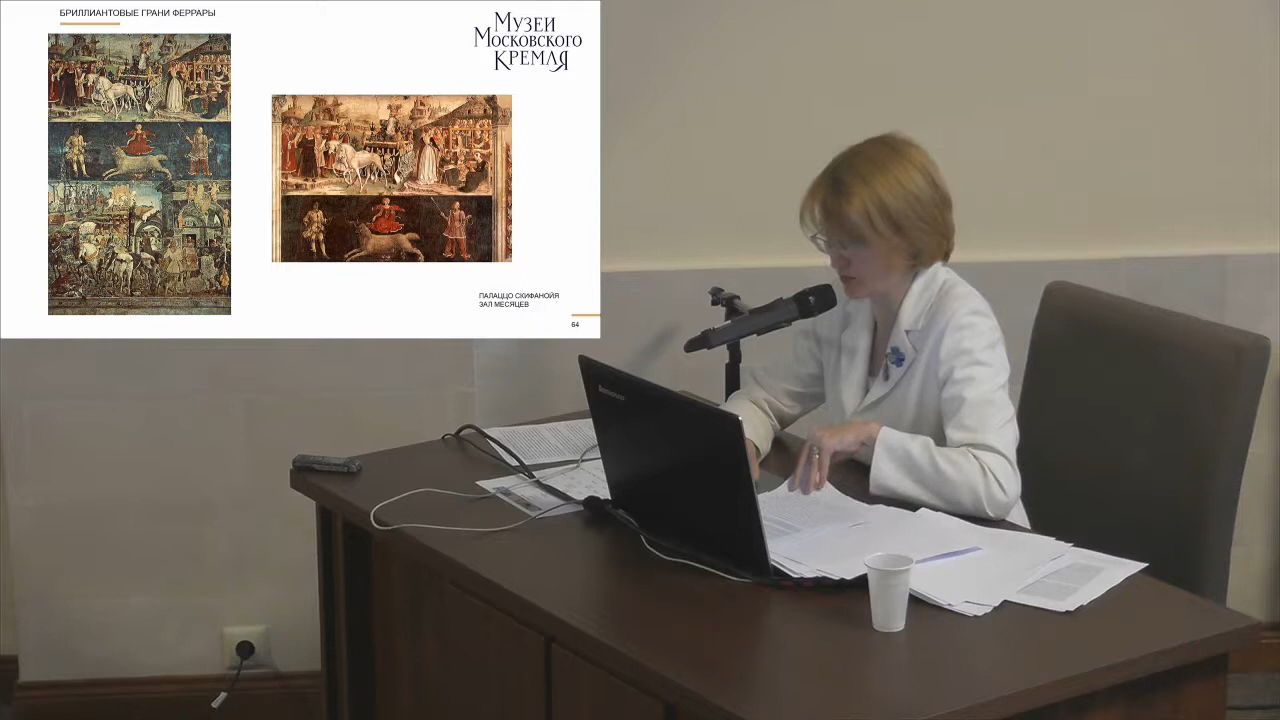 БРИЛЛИАНТОВЫЕ ГРАНИ ФЕРРАРЫ
МУЗЕИ
МОСКОВСКОГО
КРЕМЛЯ
ПАЛАЦЦО СКИФАНОЙЯ
ЗАЛ МЕСЯЦЕВ
64